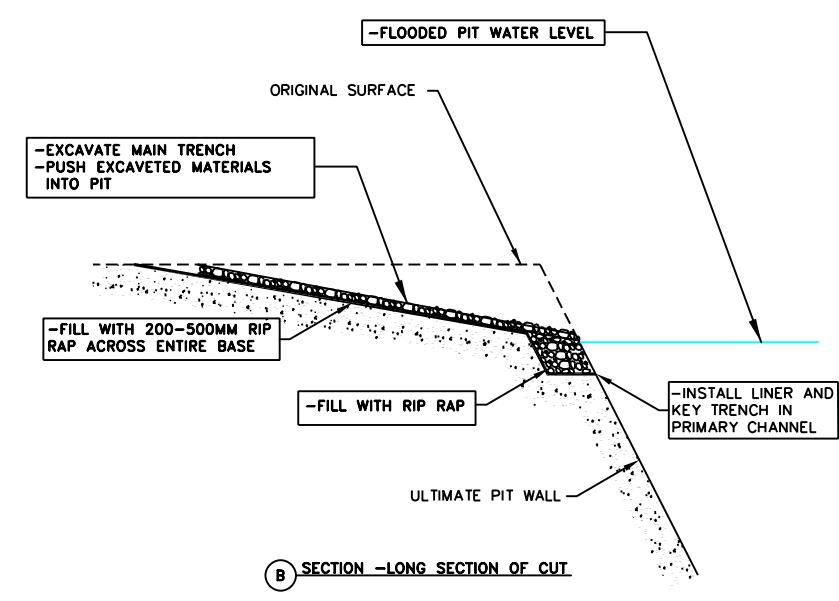 -FLOODED PIT WATER LEVEL
ORIGINAL SURFACE
-EXCAVATE MAIN TRENCH
-PUSH EXCAVETED MATERIALS
INTO PIT
-FILL WITH 200-500MM RIP
RAP ACROSS ENTIRE BASE
-FILL WITH RIP RAP
-INSTALL LINER AND
KEY TRENCH IN
PRIMARY CHANNEL
ULTIMATE PIT WALL
B SECTION -LONG SECTION OF CUT